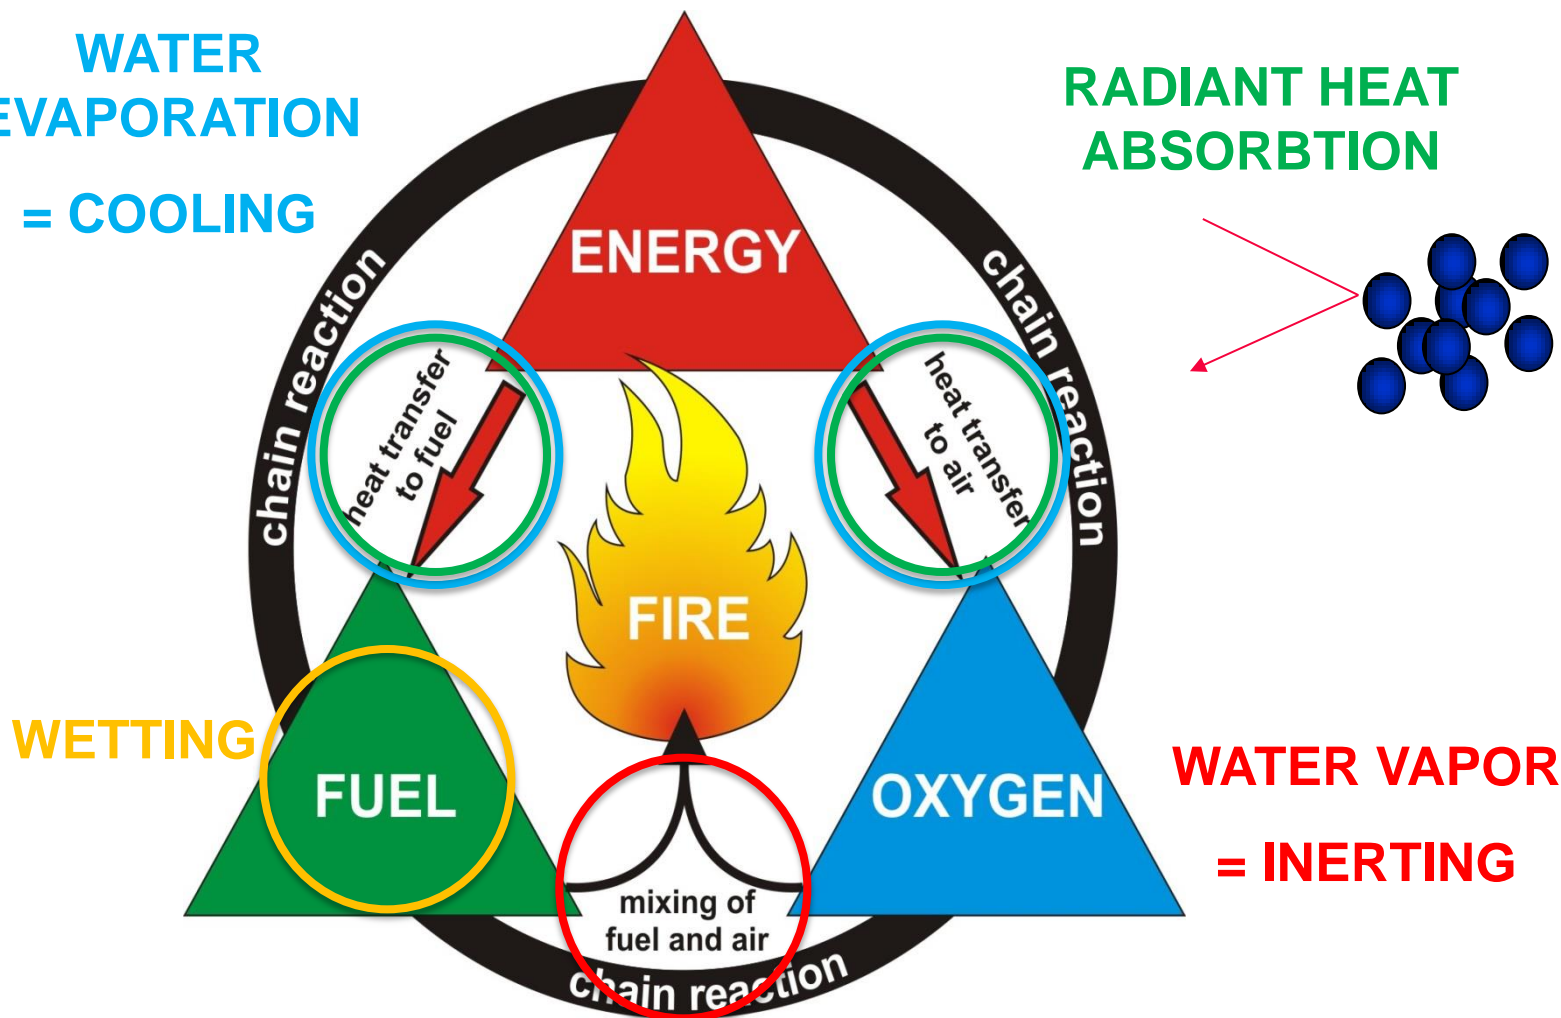 WATER
EVAPORATION
= COOLING
RADIANT HEAT
ABSORBTION
ENERGY
chain reaction
chain reaction
heat transfer
to fuel
heat transfer
to air
FIRE
WETTING
FUEL
OXYGEN
WATER VAPOR
= INERTING
mixing of
fuel and air
chain reaction